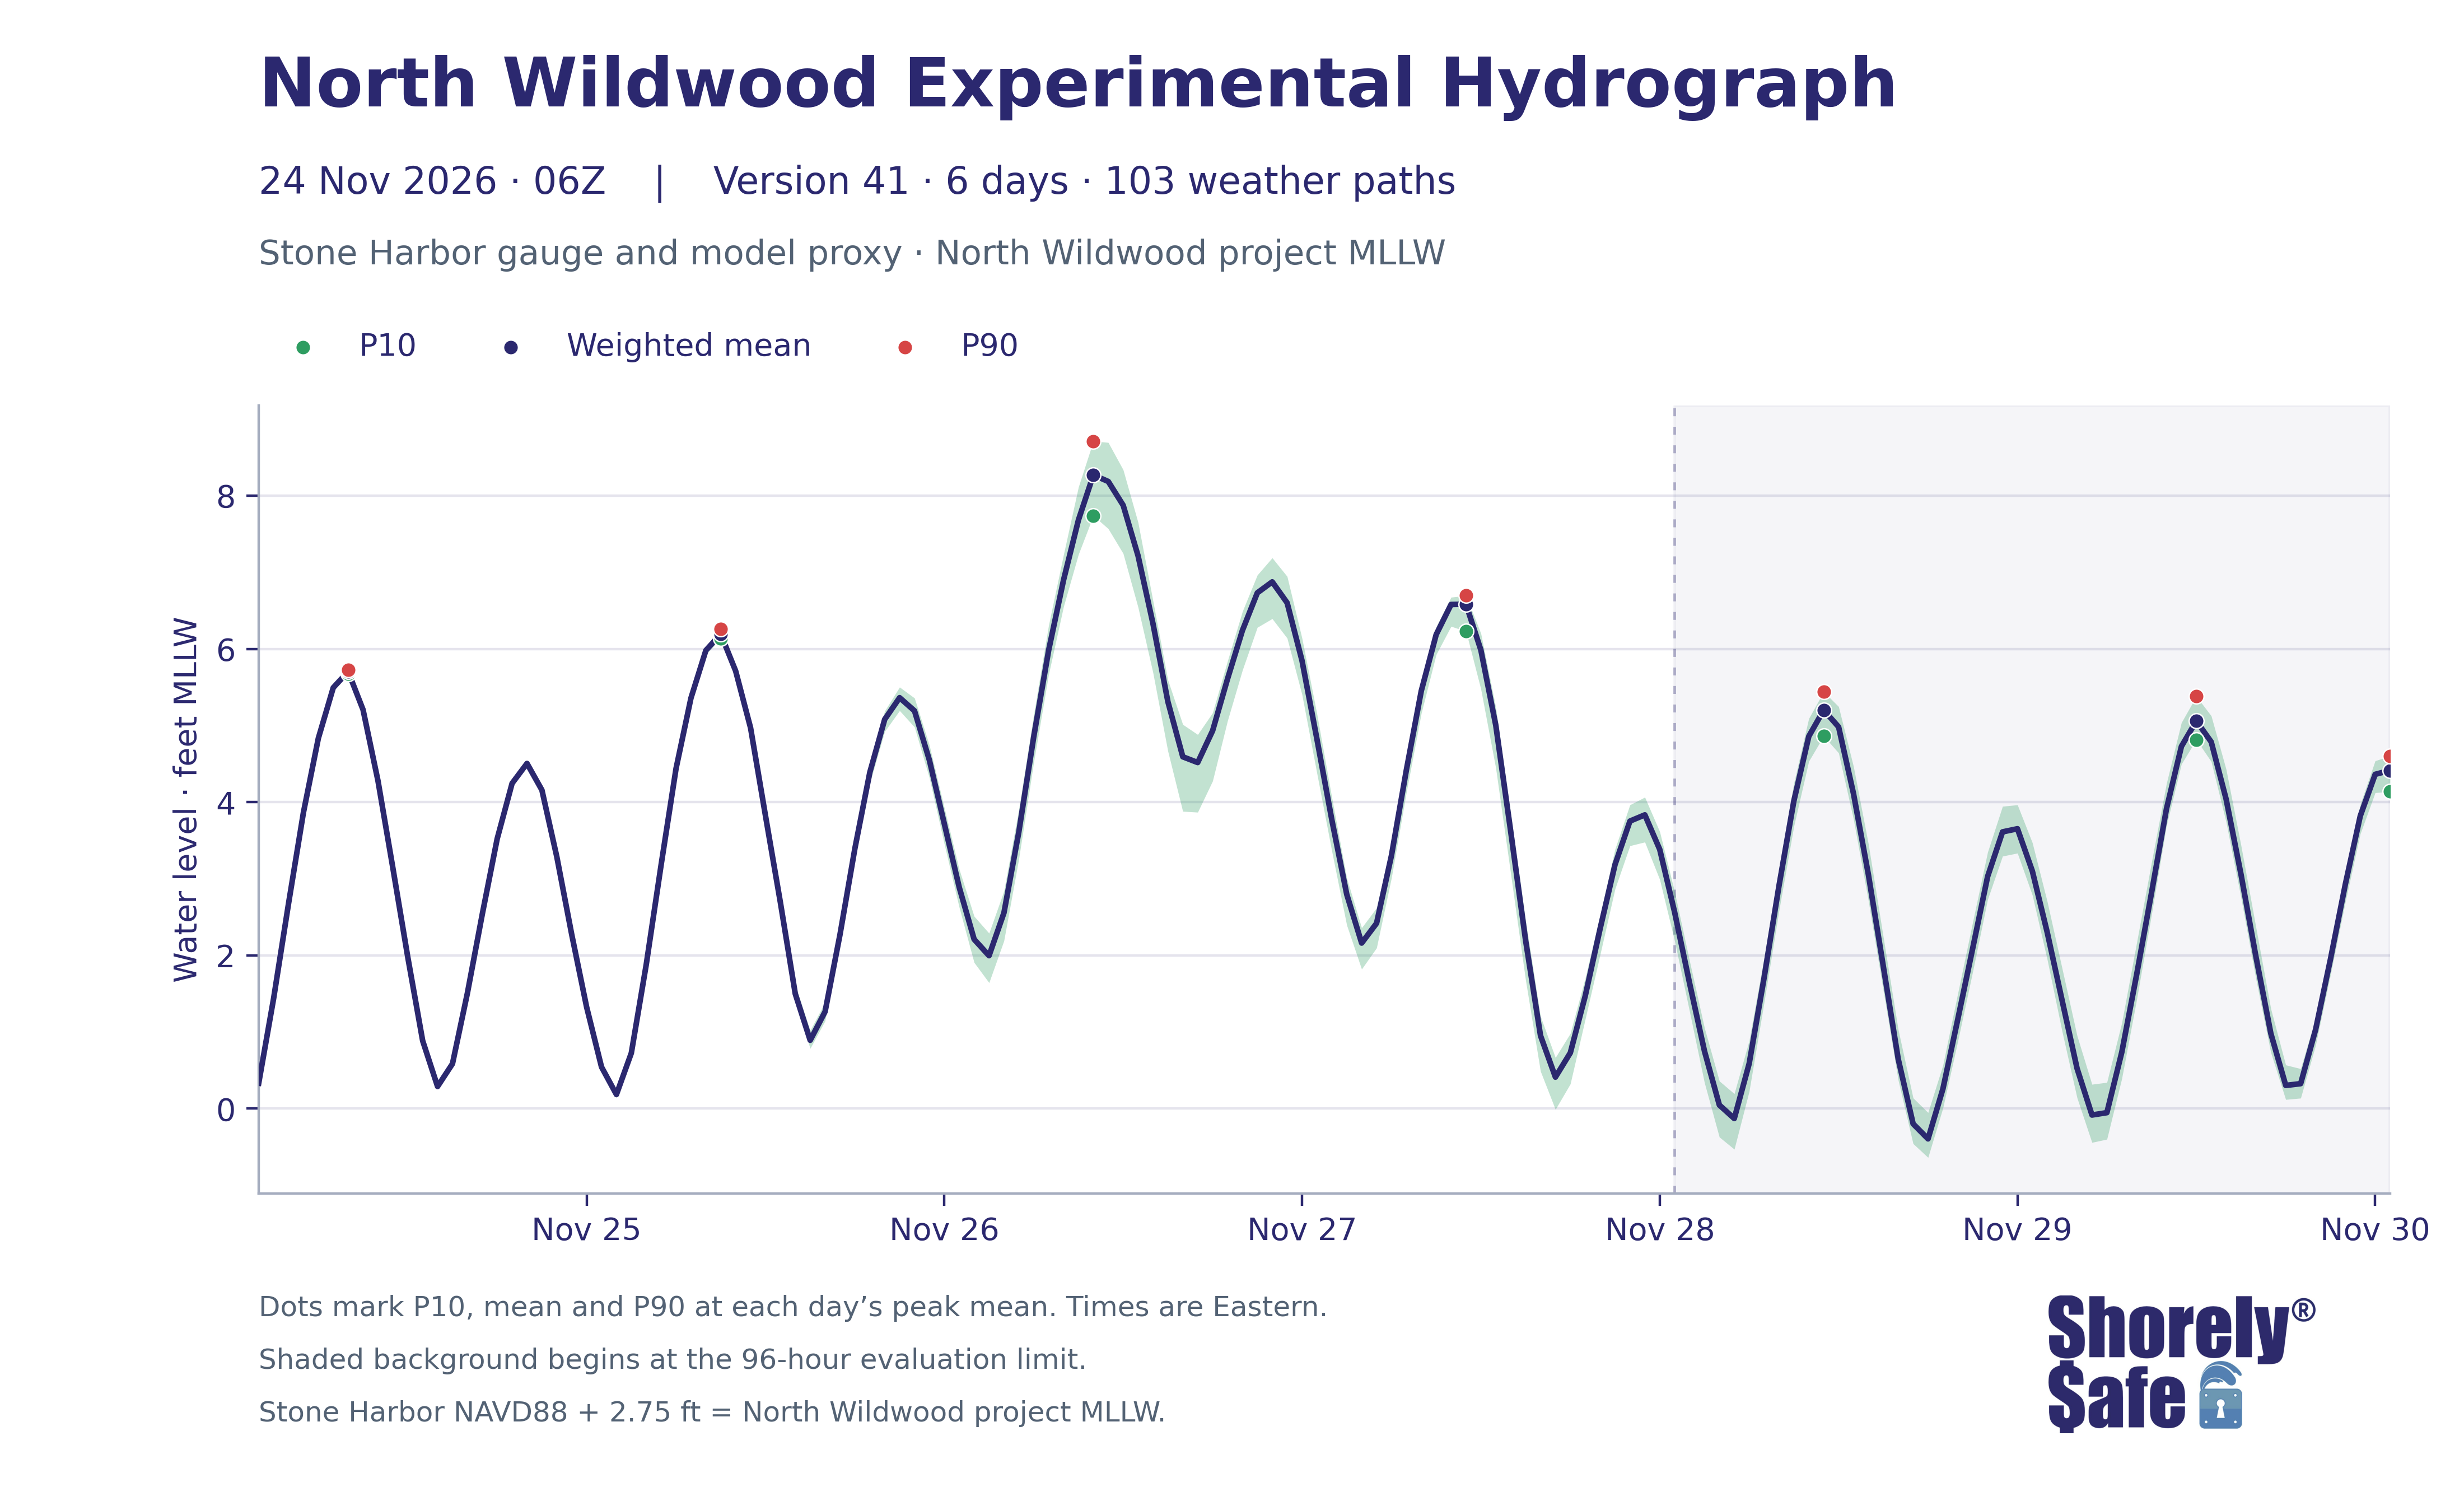 North Wildwood Experimental Hydrograph
24 Nov 2026 · 06Z | Version 41 · 6 days · 103 weather paths
Stone Harbor gauge and model proxy · North Wildwood project MLLW
P10 Weighted mean P90
Water level · feet MLLW
8
6
4
2
0
Nov 25 Nov 26 Nov 27 Nov 28 Nov 29 Nov 30
Dots mark P10, mean and P90 at each day’s peak mean. Times are Eastern.
Shaded background begins at the 96-hour evaluation limit.
Stone Harbor NAVD88 + 2.75 ft = North Wildwood project MLLW.
Shorely®
$afe